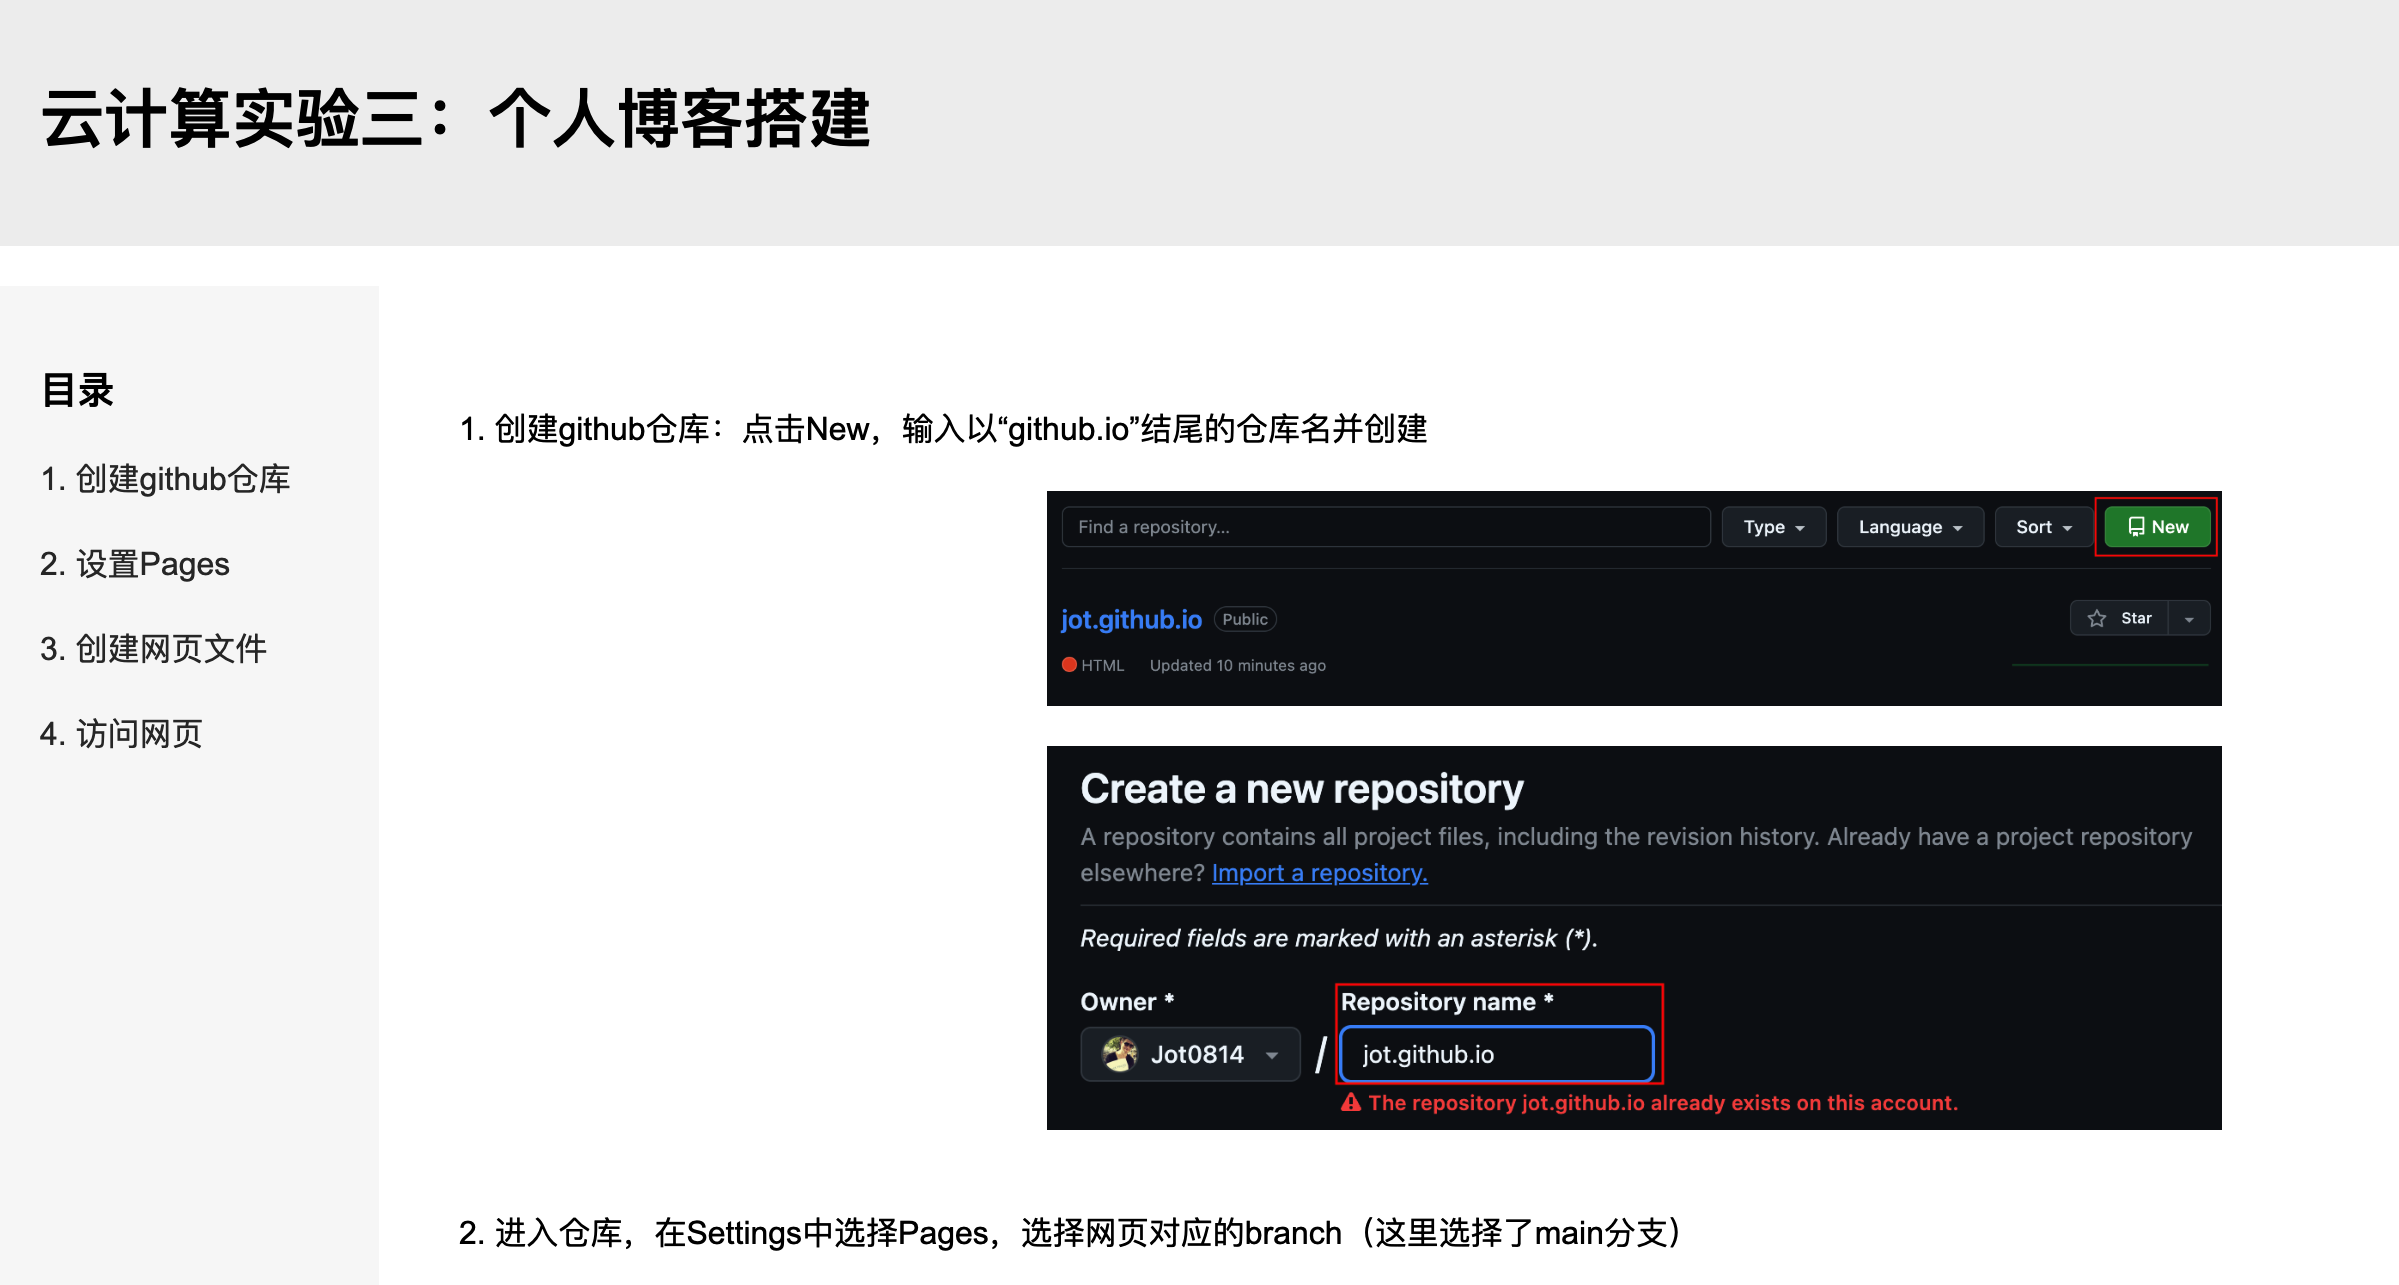 云计算实验三：个人博客搭建
目录
1. 创建github仓库
2. 设置Pages
3. 创建网页文件
4. 访问网页
1. 创建github仓库：点击New，输入以“github.io”结尾的仓库名并创建
Find a repository...
Type
Language
Sort
New
jot.github.io
Public
Star
HTML
Updated 10 minutes ago
Create a new repository
A repository contains all project files, including the revision history. Already have a project repository
elsewhere? Import a repository.
Required fields are marked with an asterisk (*).
Owner *
Repository name *
Jot0814
/
jot.github.io
The repository jot.github.io already exists on this account.
2. 进入仓库，在Settings中选择Pages，选择网页对应的branch（这里选择了main分支）